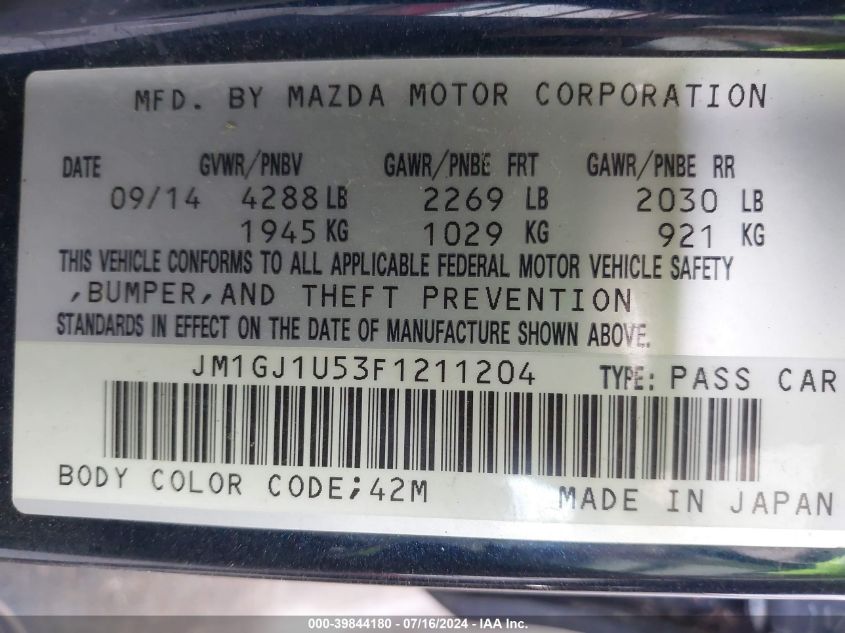 MFD. BY MAZDA MOTOR CORPORATION
DATE GVWR/PNBV GAWR/PNBE FRT GAWR/PNBE RR
09/14 4288 LB 2269 LB 2030 LB
1945 KG 1029 KG 921 KG
THIS VEHICLE CONFORMS TO ALL APPLICABLE FEDERAL MOTOR VEHICLE SAFETY
,BUMPER,AND THEFT PREVENTION
STANDARDS IN EFFECT ON THE DATE OF MANUFACTURE SHOWN ABOVE.
JM1GJ1U53F1211204 TYPE: PASS CAR
BODY COLOR CODE;42M MADE IN JAPAN
000-39844180 - 07/16/2024 - IAA Inc.